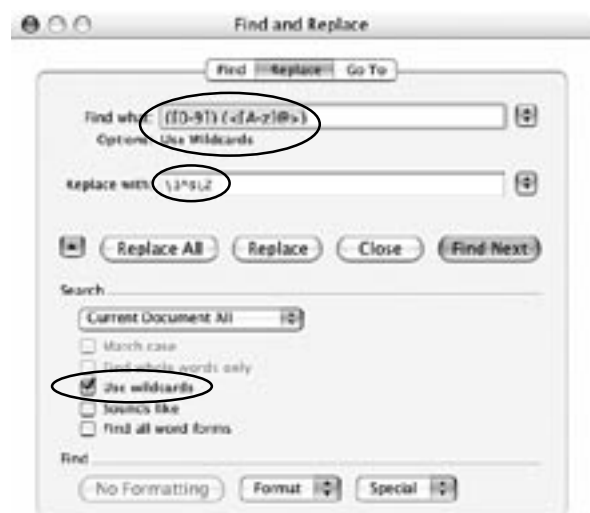 Find and Replace
Find Replace Go To
Find what: ([0-9]) (<[A-z]@>)
Options: Use Wildcards
Replace with: \1^s\2
Replace All Replace Close Find Next
Search
Current Document All
Match case
Find whole words only
Use wildcards
Sounds like
Find all word forms
Find
No Formatting Format Special